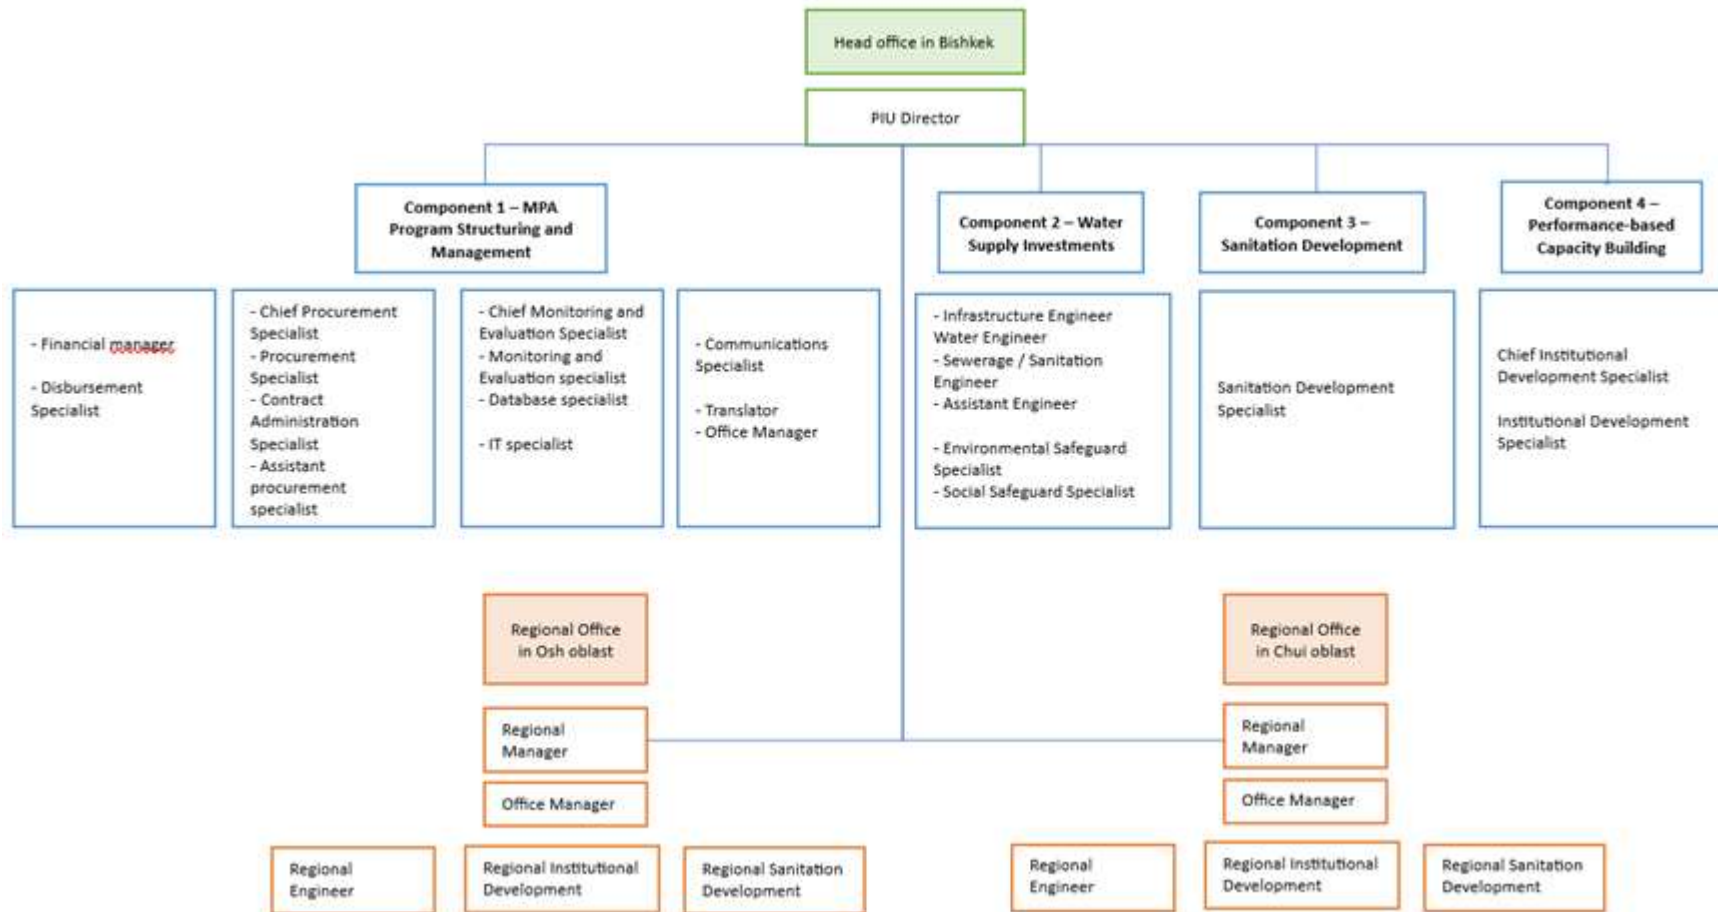 Head office in Bishkek
PIU Director
Component 1 – MPA
Program Structuring and
Management
Component 2 – Water
Supply Investments
Component 3 –
Sanitation Development
Component 4 –
Performance-based
Capacity Building
- Financial manager
- Disbursement
Specialist
- Chief Procurement
Specialist
- Procurement
Specialist
- Contract
Administration
Specialist
- Assistant
procurement
specialist
- Chief Monitoring and
Evaluation Specialist
- Monitoring and
Evaluation specialist
- Database specialist
- IT specialist
- Communications
Specialist
- Translator
- Office Manager
- Infrastructure Engineer
Water Engineer
- Sewerage / Sanitation
Engineer
- Assistant Engineer
- Environmental Safeguard
Specialist
- Social Safeguard Specialist
Sanitation Development
Specialist
Chief Institutional
Development Specialist
Institutional Development
Specialist
Regional Office
in Osh oblast
Regional
Manager
Office Manager
Regional
Engineer
Regional Institutional
Development
Regional Sanitation
Development
Regional Office
in Chui oblast
Regional
Manager
Office Manager
Regional
Engineer
Regional Institutional
Development
Regional Sanitation
Development